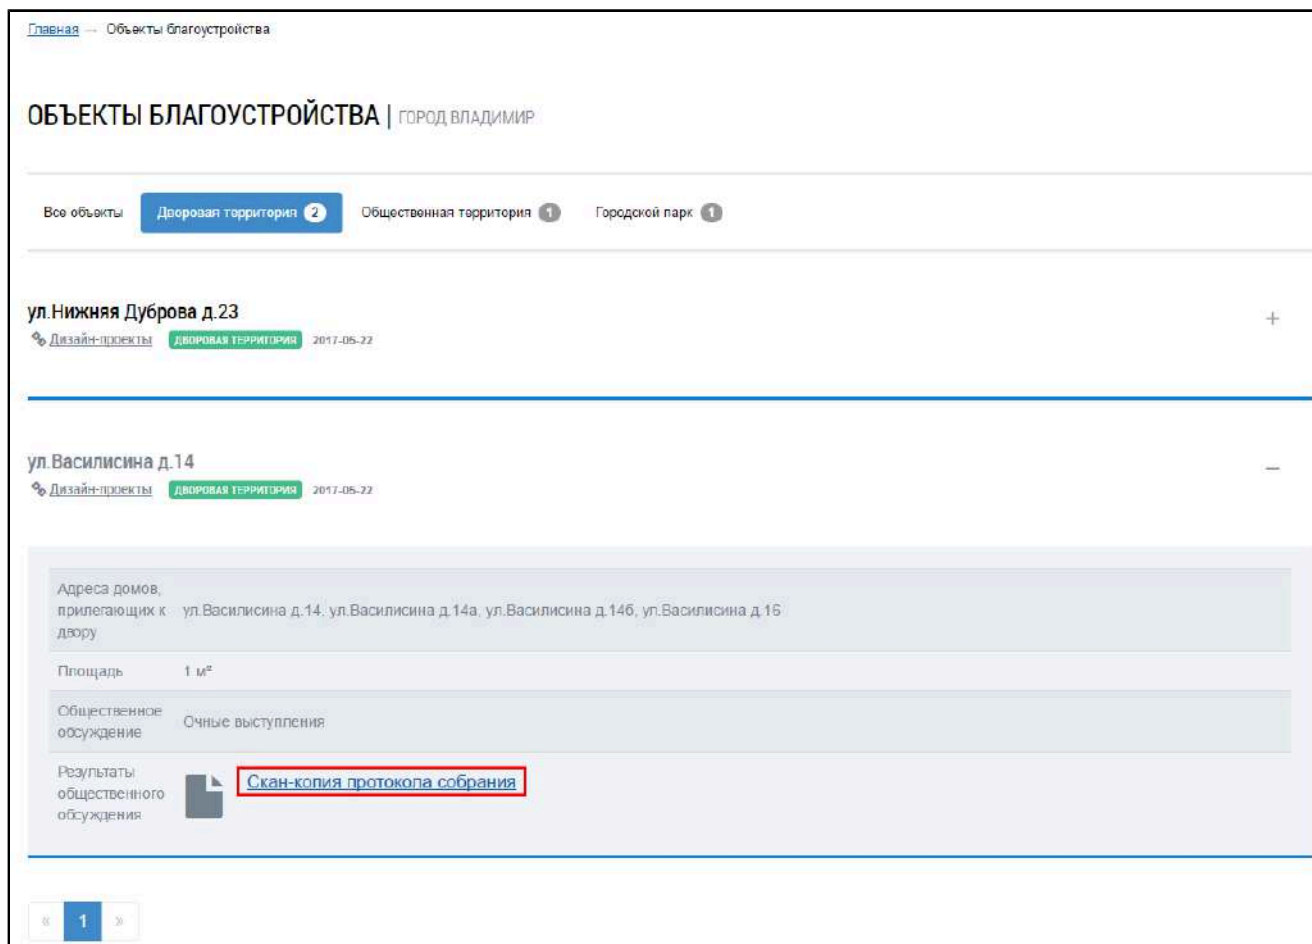 Главная → Объекты благоустройства
ОБЪЕКТЫ БЛАГОУСТРОЙСТВА | ГОРОД ВЛАДИМИР
Все объекты Дворовая территория 2 Общественная территория 1 Городской парк 1
ул.Нижняя Дуброва д.23
+
Дизайн-проекты ДВОРОВАЯ ТЕРРИТОРИЯ 2017-05-22
ул.Василисина д.14
−
Дизайн-проекты ДВОРОВАЯ ТЕРРИТОРИЯ 2017-05-22
Адреса домов,
прилегающих к
двору
ул.Василисина д.14, ул.Василисина д.14а, ул.Василисина д.14б, ул.Василисина д.16
Площадь 1 м²
Общественное
обсуждение
Очные выступления
Результаты
общественного
обсуждения
Скан-копия протокола собрания
« 1 »